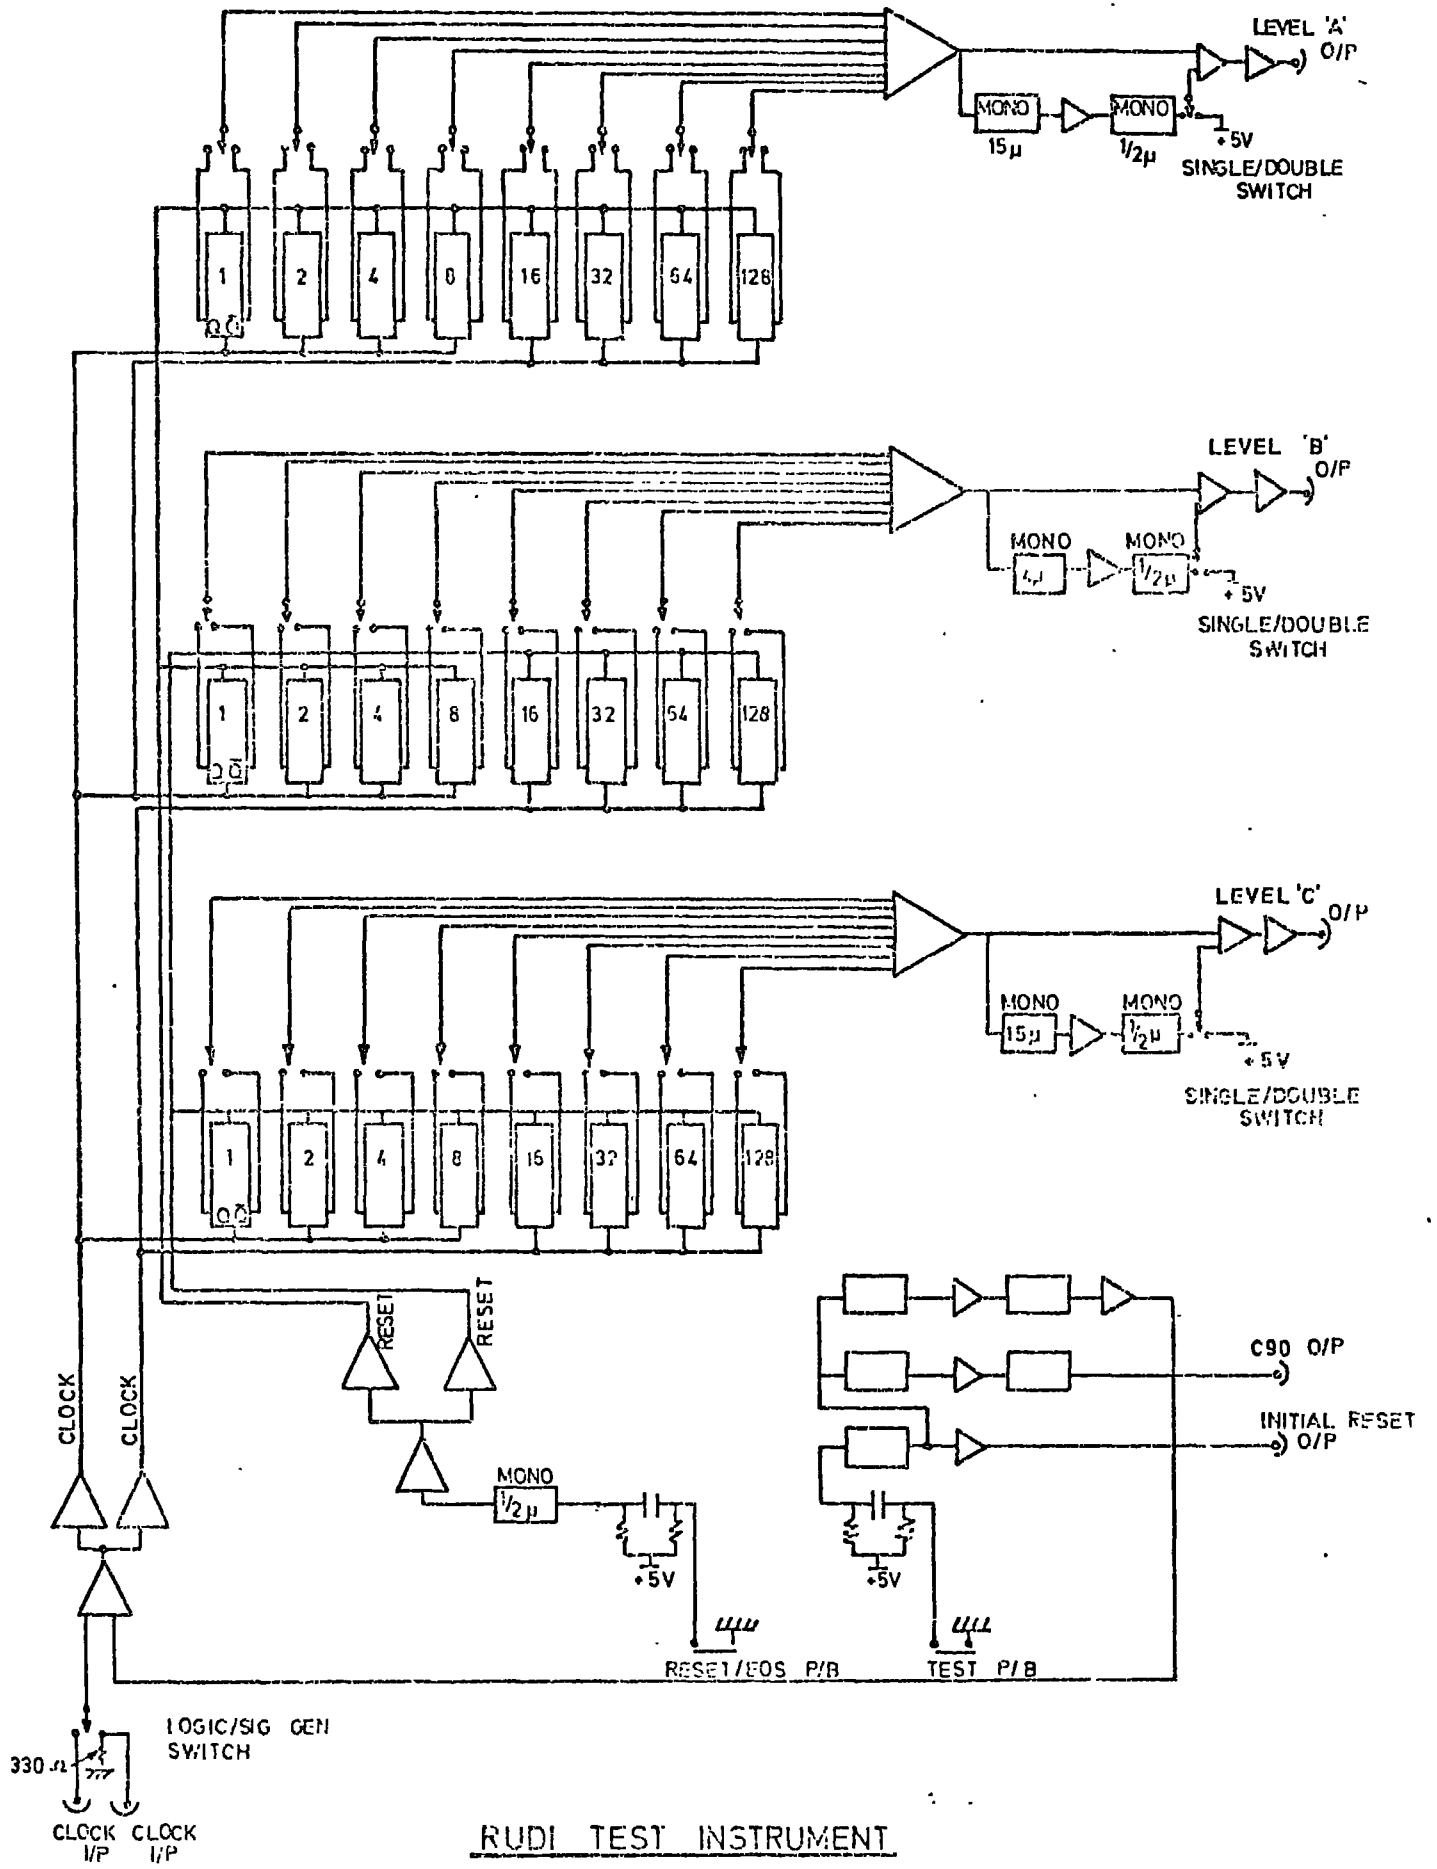 LEVEL 'A'
O/P
MONO
15µ
MONO
1/2µ
+5V
SINGLE/DOUBLE
SWITCH
1 2 4 8 16 32 64 128
Q Q̄
LEVEL 'B'
O/P
MONO
4µ
MONO
1/2µ
+5V
SINGLE/DOUBLE
SWITCH
1 2 4 8 16 32 64 128
Q Q̄
LEVEL 'C'
O/P
MONO
15µ
MONO
1/2µ
+5V
SINGLE/DOUBLE
SWITCH
1 2 4 8 16 32 64 128
Q Q̄
CLOCK
CLOCK
RESET
RESET
C90 O/P
INITIAL RESET
O/P
MONO
1/2µ
+5V
+5V
RESET/EOS P/B
TEST P/B
LOGIC/SIG GEN
SWITCH
330 Ω
CLOCK
I/P
CLOCK
I/P
RUDI TEST INSTRUMENT